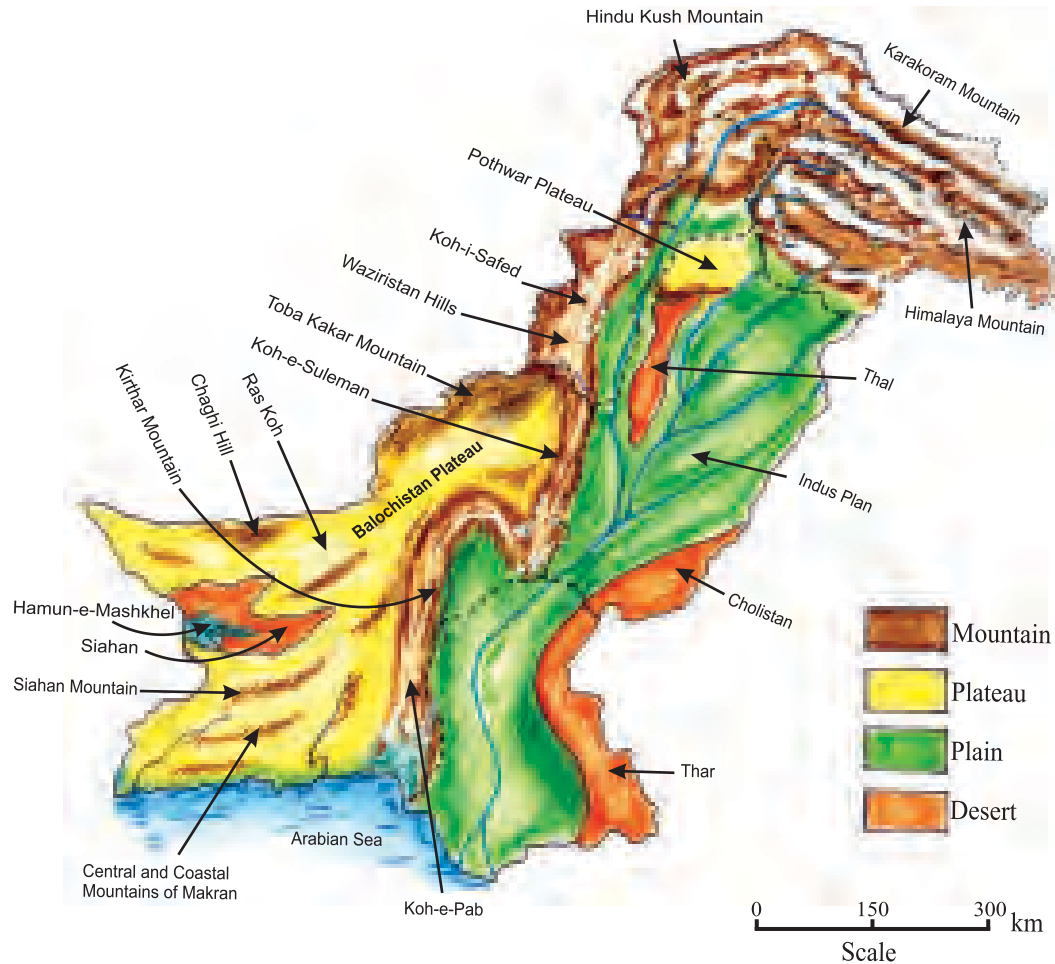 Hindu Kush Mountain
Karakoram Mountain
Pothwar Plateau
Koh-i-Safed
Waziristan Hills
Toba Kakar Mountain
Koh-e-Suleman
Himalaya Mountain
Thal
Kirthar Mountain
Chaghi Hill
Ras Koh
Balochistan Plateau
Indus Plan
Hamun-e-Mashkhel
Siahan
Siahan Mountain
Cholistan
Thar
Arabian Sea
Central and Coastal
Mountains of Makran
Koh-e-Pab
Mountain
Plateau
Plain
Desert
0 150 300 km
Scale